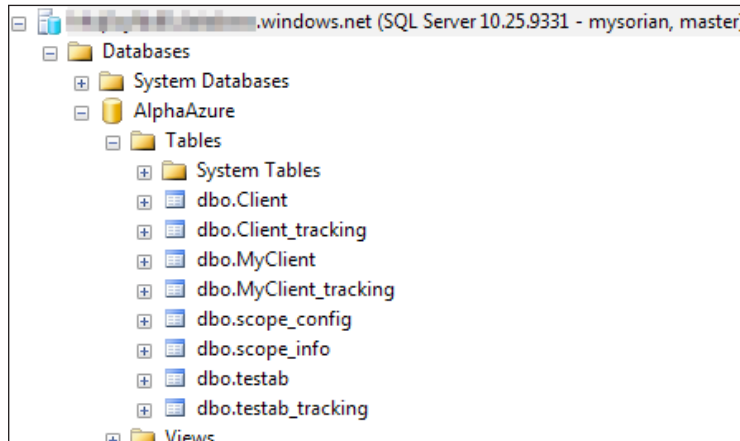 .windows.net (SQL Server 10.25.9331 - mysorian, master)
Databases
System Databases
AlphaAzure
Tables
System Tables
dbo.Client
dbo.Client_tracking
dbo.MyClient
dbo.MyClient_tracking
dbo.scope_config
dbo.scope_info
dbo.testab
dbo.testab_tracking
Views